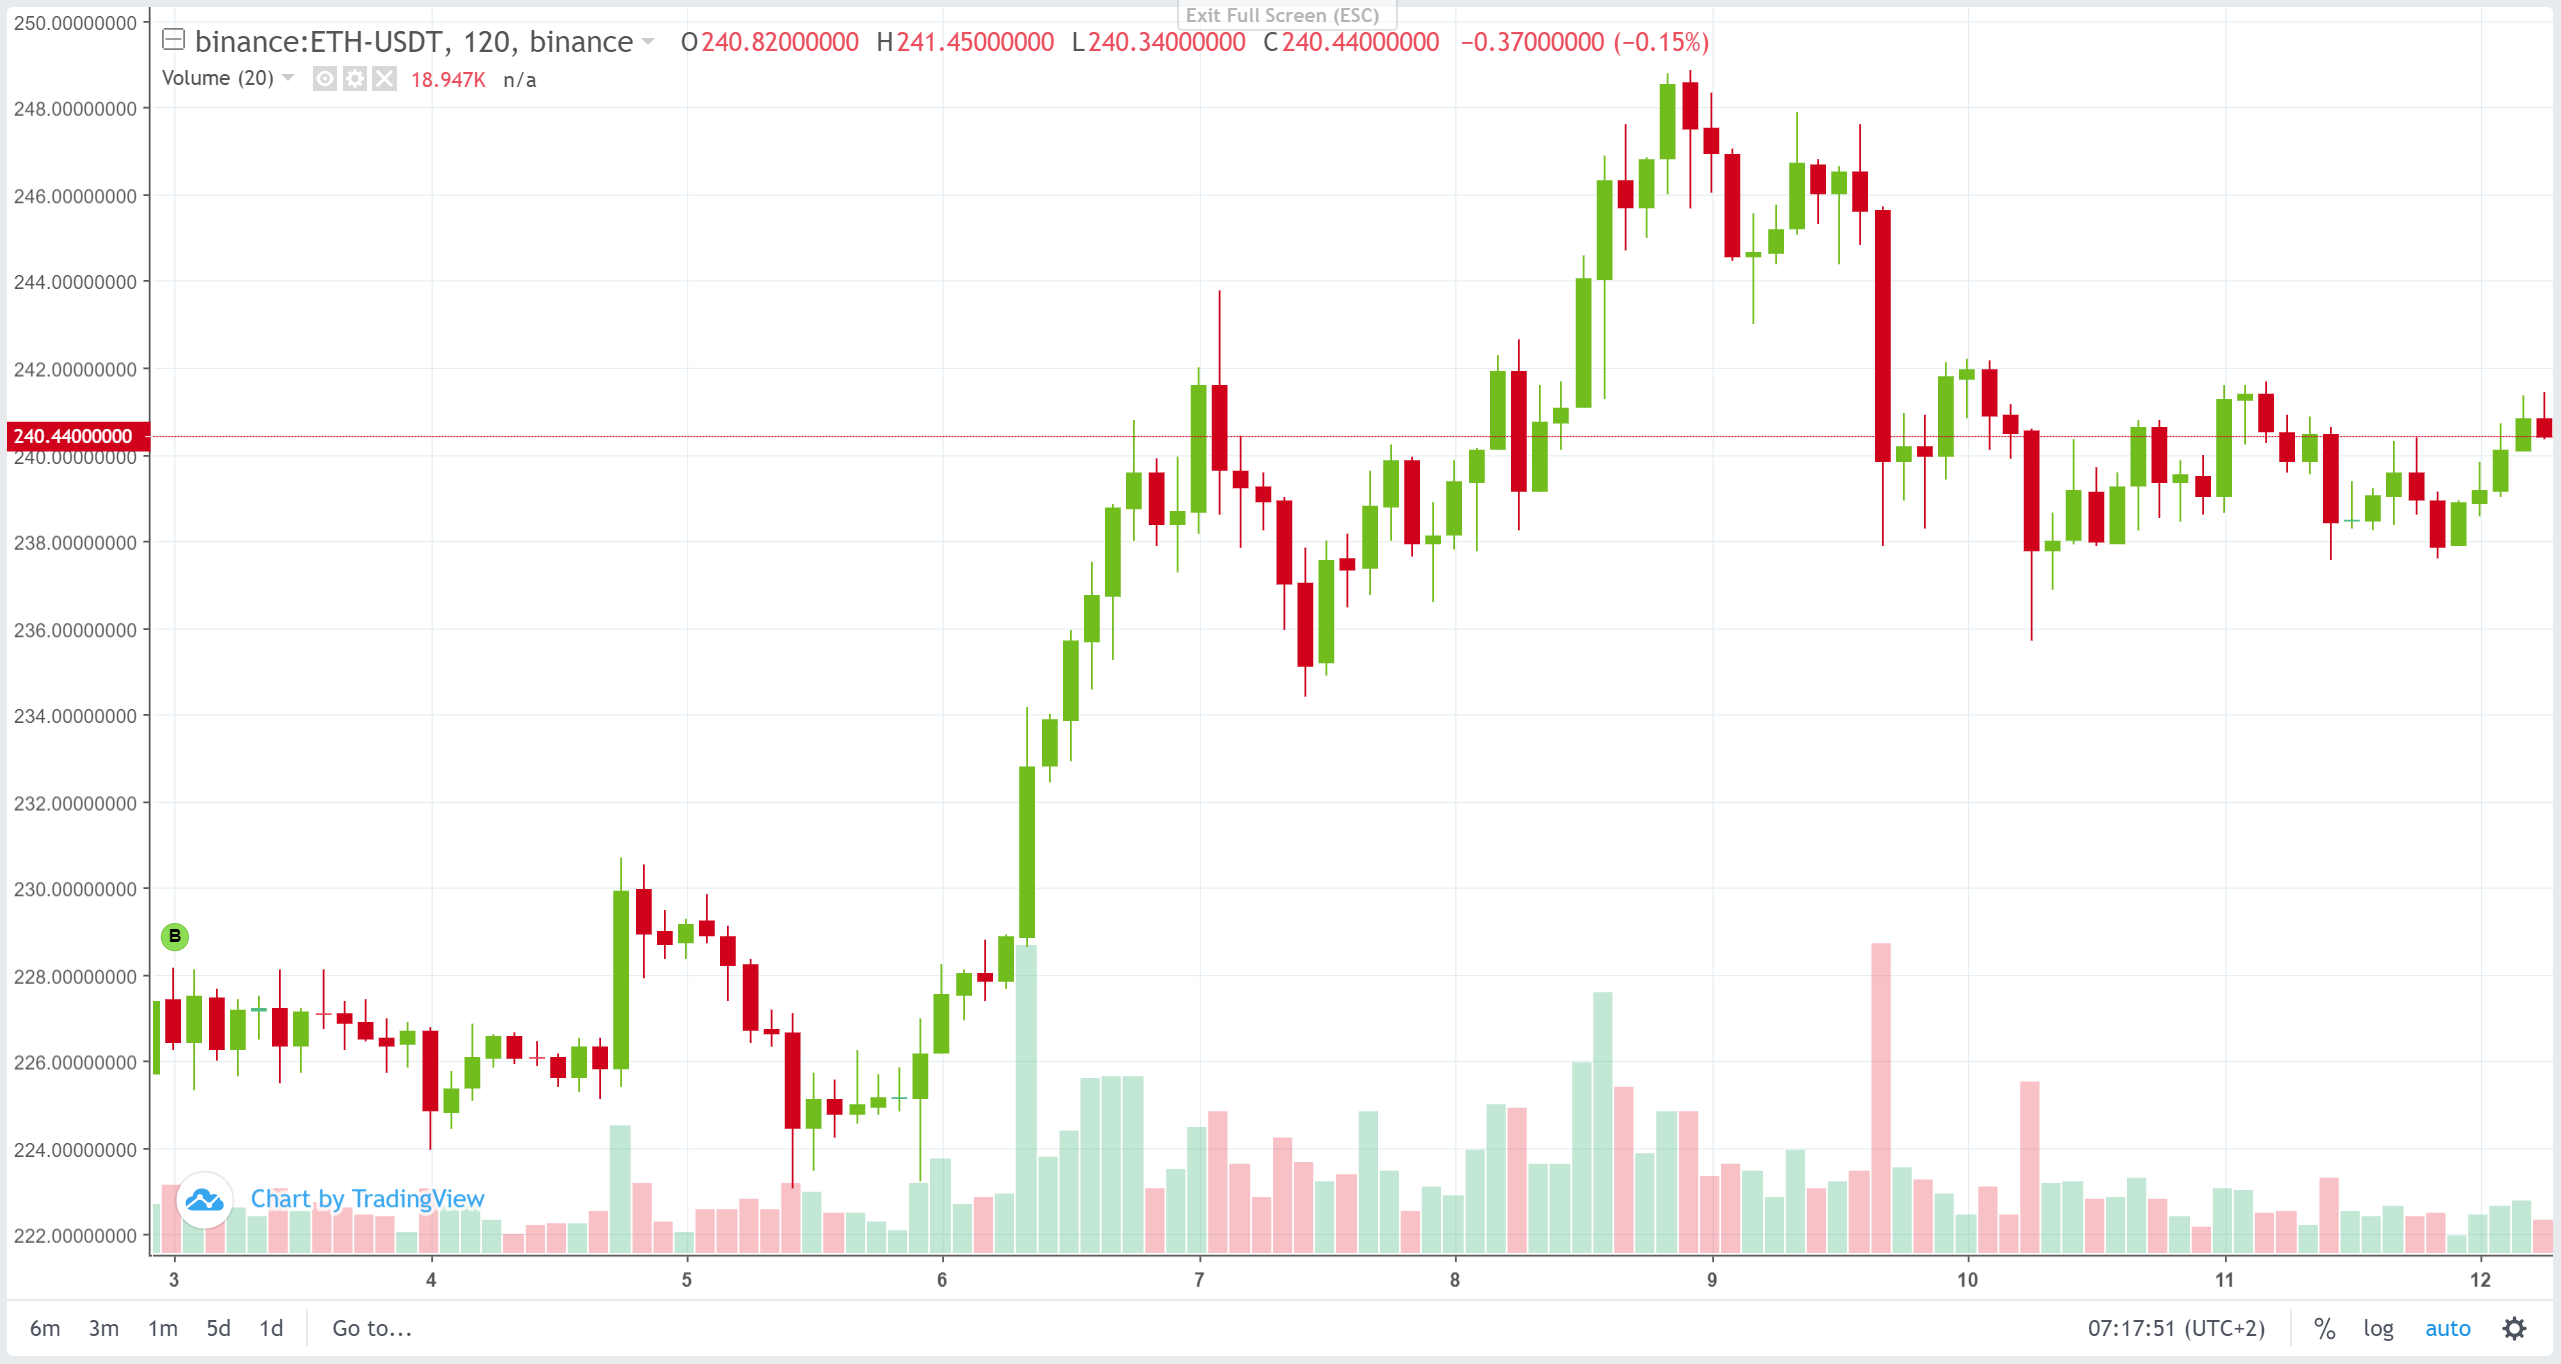 Exit Full Screen (ESC)
binance:ETH-USDT, 120, binance O240.82000000 H241.45000000 L240.34000000 C240.44000000 −0.37000000 (−0.15%)
Volume (20) 18.947K n/a
250.00000000
248.00000000
246.00000000
244.00000000
242.00000000
240.44000000
240.00000000
238.00000000
236.00000000
234.00000000
232.00000000
230.00000000
228.00000000
226.00000000
224.00000000
222.00000000
B
Chart by TradingView
3 4 5 6 7 8 9 10 11 12
6m 3m 1m 5d 1d Go to... 07:17:51 (UTC+2) % log auto